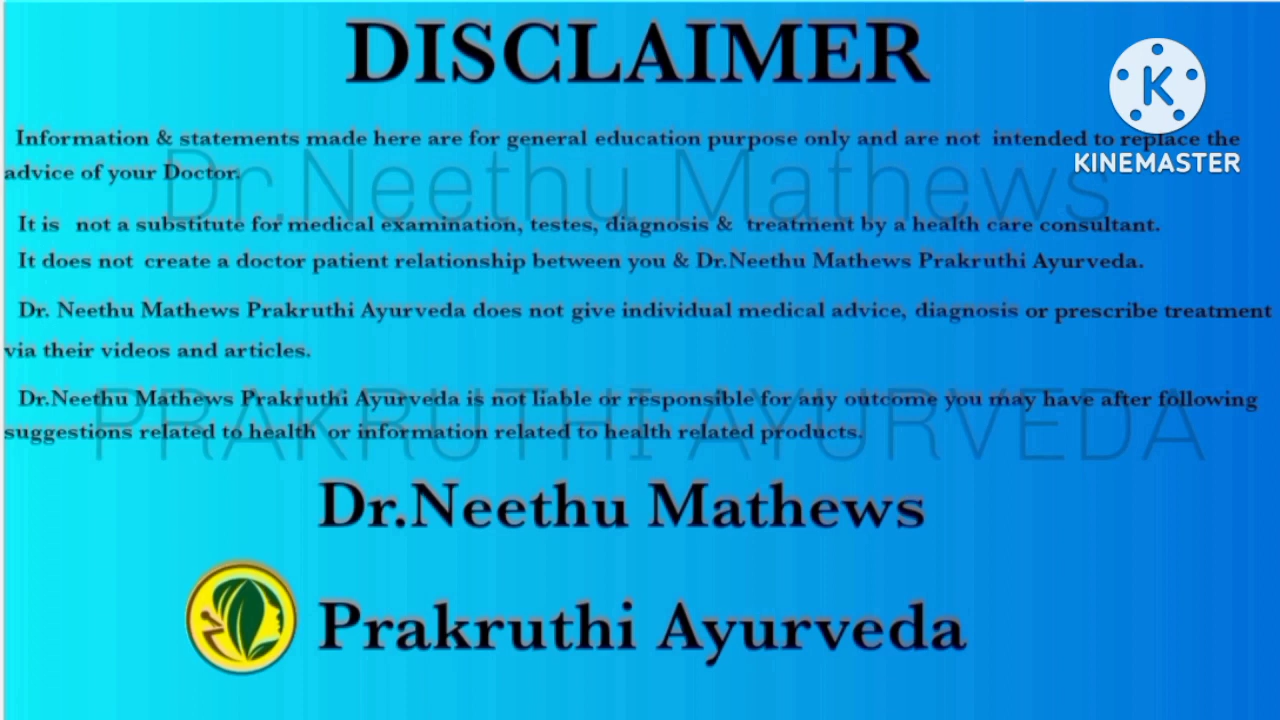 DISCLAIMER
K
Information & statements made here are for general education purpose only and are not intended to replace the
KINEMASTER
advice of your Doctor.
Dr.Neethu Mathews
It is not a substitute for medical examination, testes, diagnosis & treatment by a health care consultant.
It does not create a doctor patient relationship between you & Dr.Neethu Mathews Prakruthi Ayurveda.
Dr. Neethu Mathews Prakruthi Ayurveda does not give individual medical advice, diagnosis or prescribe treatment
via their videos and articles.
Dr.Neethu Mathews Prakruthi Ayurveda is not liable or responsible for any outcome you may have after following
PRAKRUTHI AYURVEDA
suggestions related to health or information related to health related products.
Dr.Neethu Mathews
Prakruthi Ayurveda